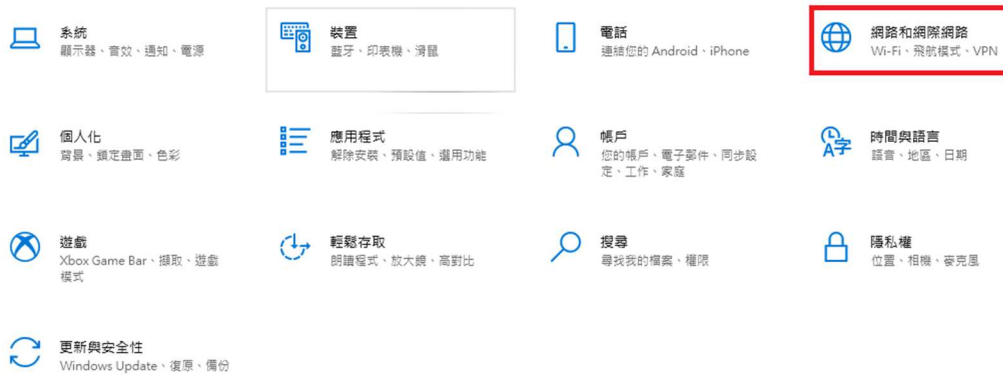 系統
顯示器、音效、通知、電源
裝置
藍牙、印表機、滑鼠
電話
連結您的 Android、iPhone
網路和網際網路
Wi-Fi、飛航模式、VPN
個人化
背景、鎖定畫面、色彩
應用程式
解除安裝、預設值、選用功能
帳戶
您的帳戶、電子郵件、同步設
定、工作、家庭
時間與語言
語音、地區、日期
遊戲
Xbox Game Bar、擷取、遊戲
模式
輕鬆存取
朗讀程式、放大鏡、高對比
搜尋
尋找我的檔案、權限
隱私權
位置、相機、麥克風
更新與安全性
Windows Update、復原、備份